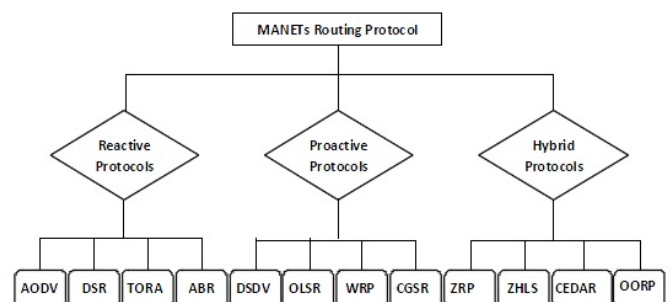 MANETs Routing Protocol
Reactive
Protocols
Proactive
Protocols
Hybrid
Protocols
AODV
DSR
TORA
ABR
DSDV
OLSR
WRP
CGSR
ZRP
ZHLS
CEDAR
OORP